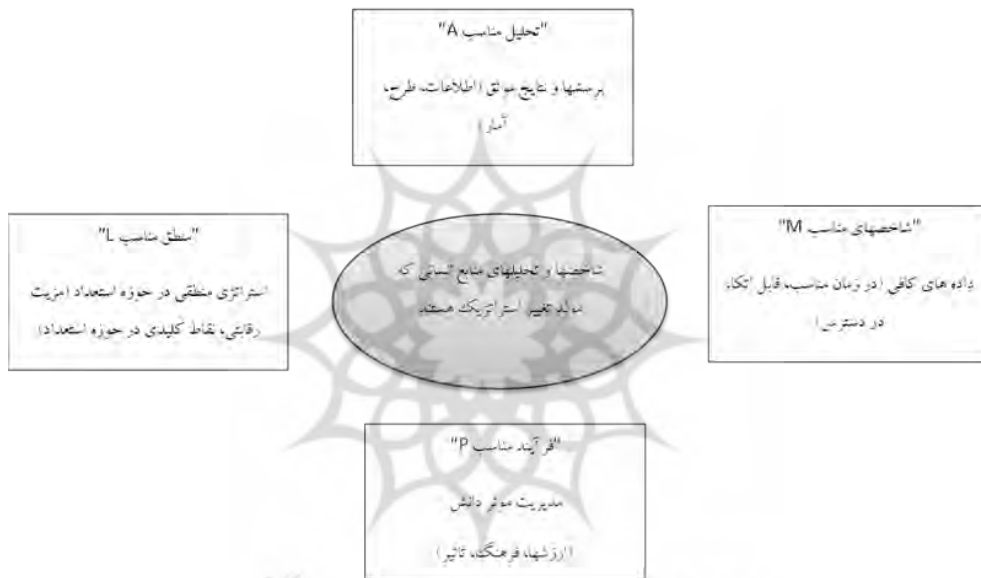 "تحلیل مناسب A"
پرسشها و نتایج موثق (اطلاعات، طرح،
آمار)
"منطق مناسب L"
استراتژی منطقی در حوزه استعداد (مزیت
رقابتی، نقاط کلیدی در حوزه استعداد)
شاخصها و تحلیلهای منابع انسانی که
مولد تغییر استراتژیک هستند
"شاخصهای مناسب M"
داده های کافی (در زمان مناسب، قابل اتکا،
در دسترس)
"فرآیند مناسب P"
مدیریت موثر دانش
(ارزشها، فرهنگ، تاثیر)